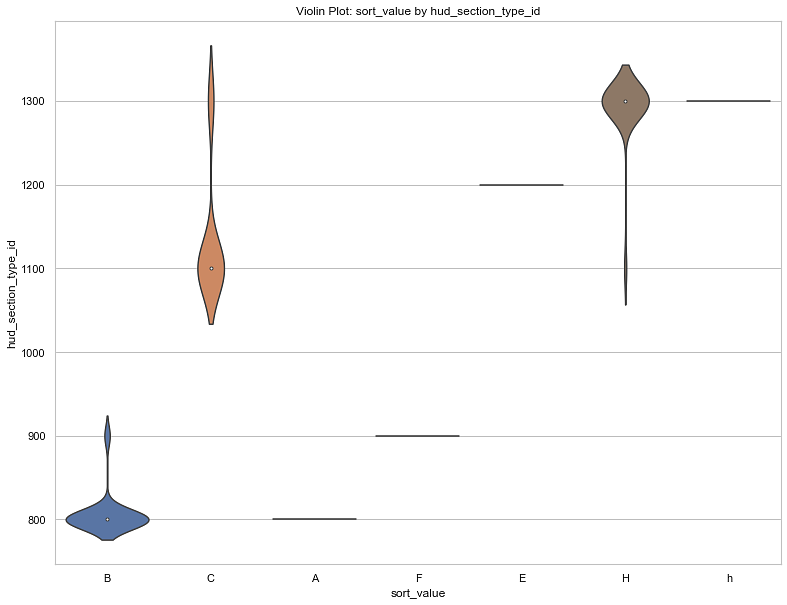 Violin Plot: sort_value by hud_section_type_id
hud_section_type_id
1300
1200
1100
1000
900
800
B C A F E H h
sort_value